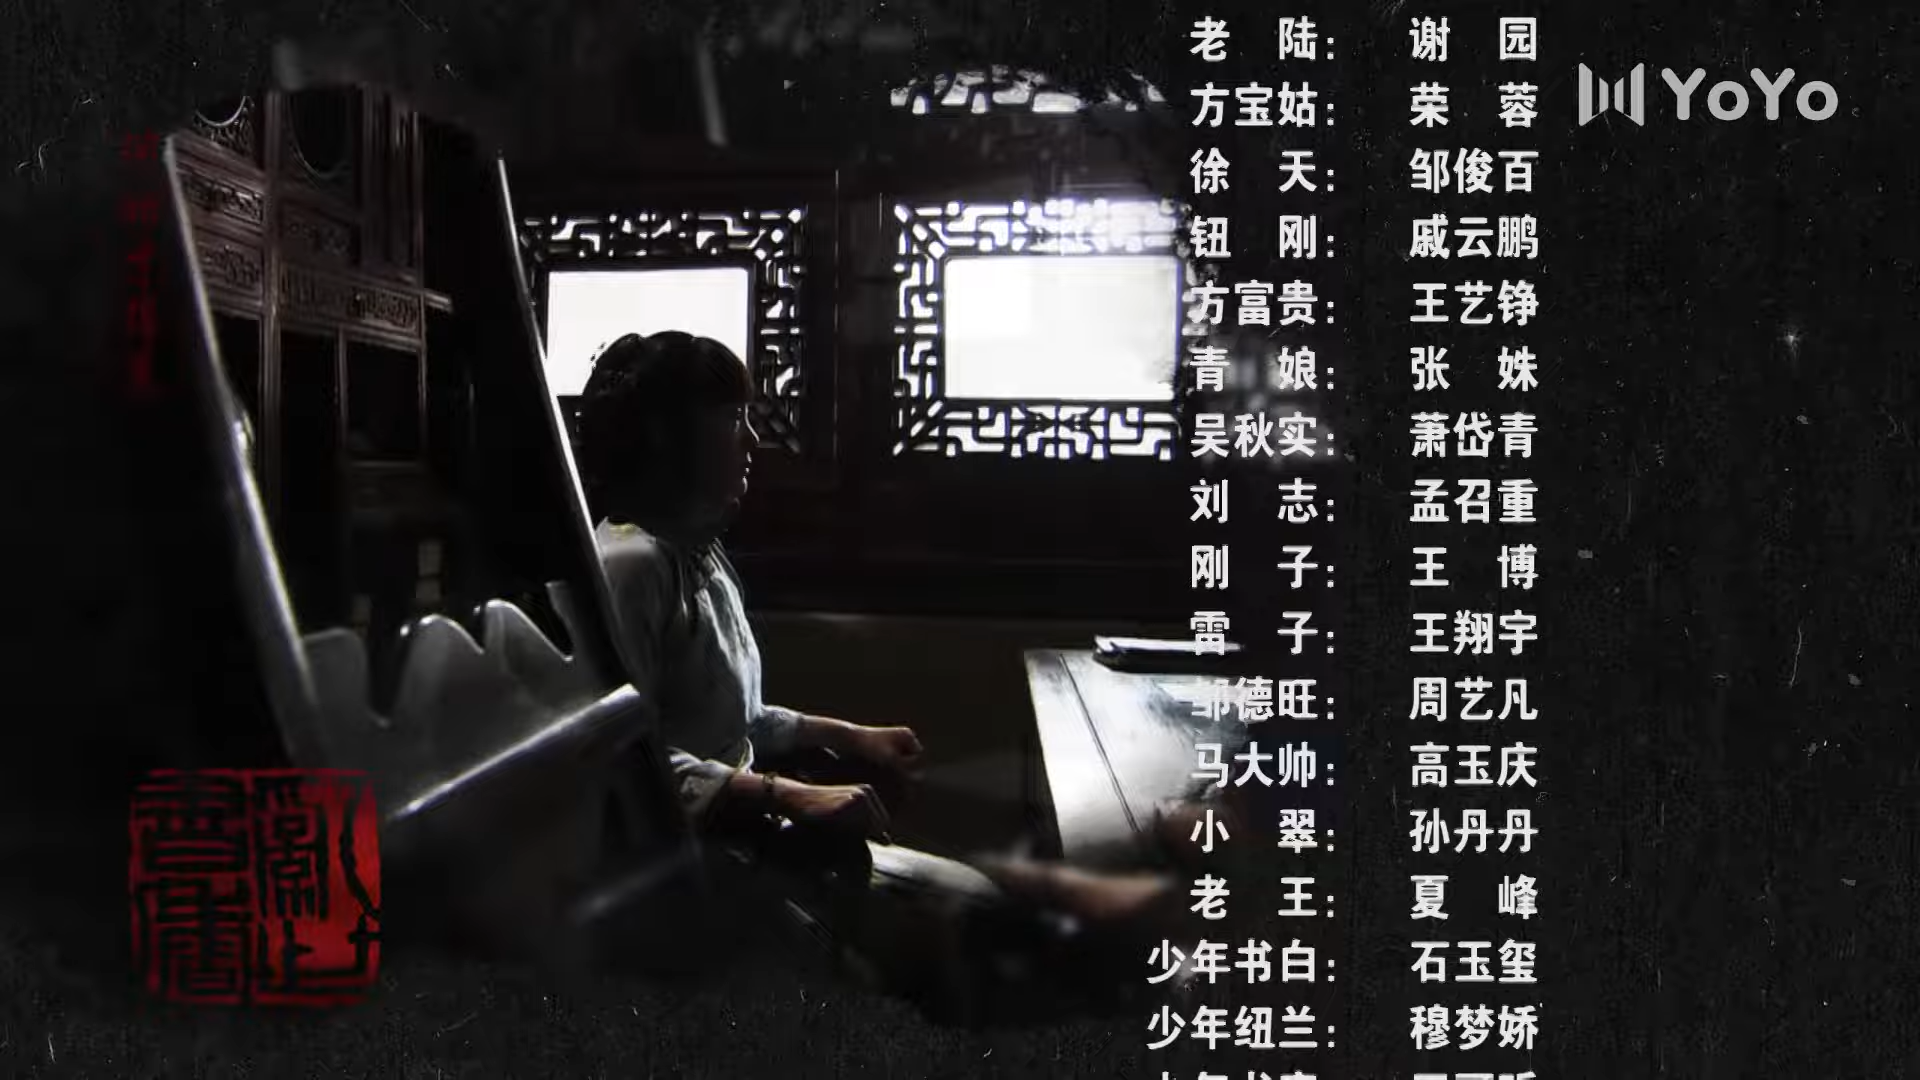 老陆：谢园
YoYo
方宝姑：荣蓉
徐天：邹俊百
钮刚：戚云鹏
方富贵：王艺铮
青娘：张姝
吴秋实：萧岱青
刘志：孟召重
刚子：王博
雷子：王翔宇
邹德旺：周艺凡
马大帅：高玉庆
小翠：孙丹丹
老王：夏峰
少年书白：石玉玺
少年纽兰：穆梦娇